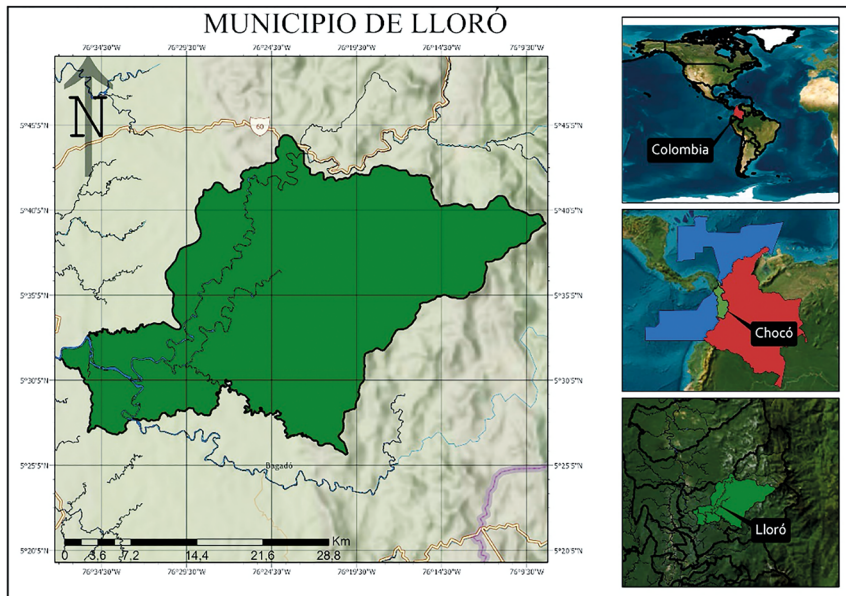 MUNICIPIO DE LLORÓ
76°34'30"W 76°29'30"W 76°24'30"W 76°19'30"W 76°14'30"W 76°9'30"W
N
5°45'5"N
5°40'5"N
5°35'5"N
5°30'5"N
5°25'5"N
5°20'5"N
60
Bagadó
Km
0 3,6 7,2 14,4 21,6 28,8
5°45'5"N
5°40'5"N
5°35'5"N
5°30'5"N
5°25'5"N
5°20'5"N
76°34'30"W 76°29'30"W 76°24'30"W 76°19'30"W 76°14'30"W 76°9'30"W
Colombia
Chocó
Lloró